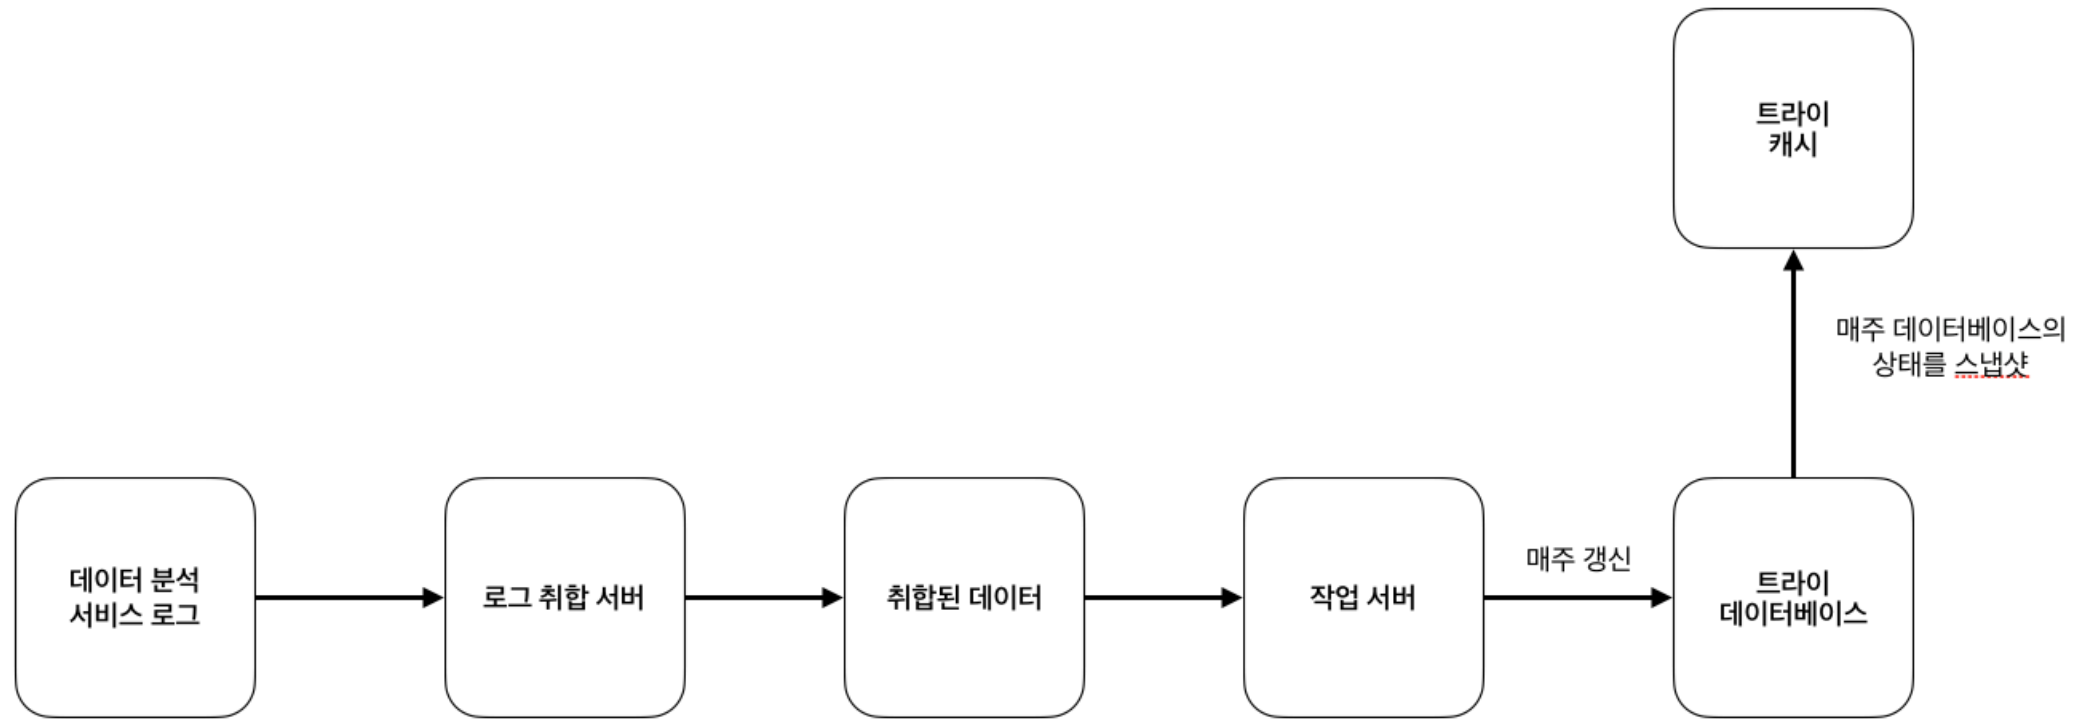 트라이
캐시
매주 데이터베이스의
상태를 스냅샷
데이터 분석
서비스 로그
로그 취합 서버
취합된 데이터
작업 서버
매주 갱신
트라이
데이터베이스